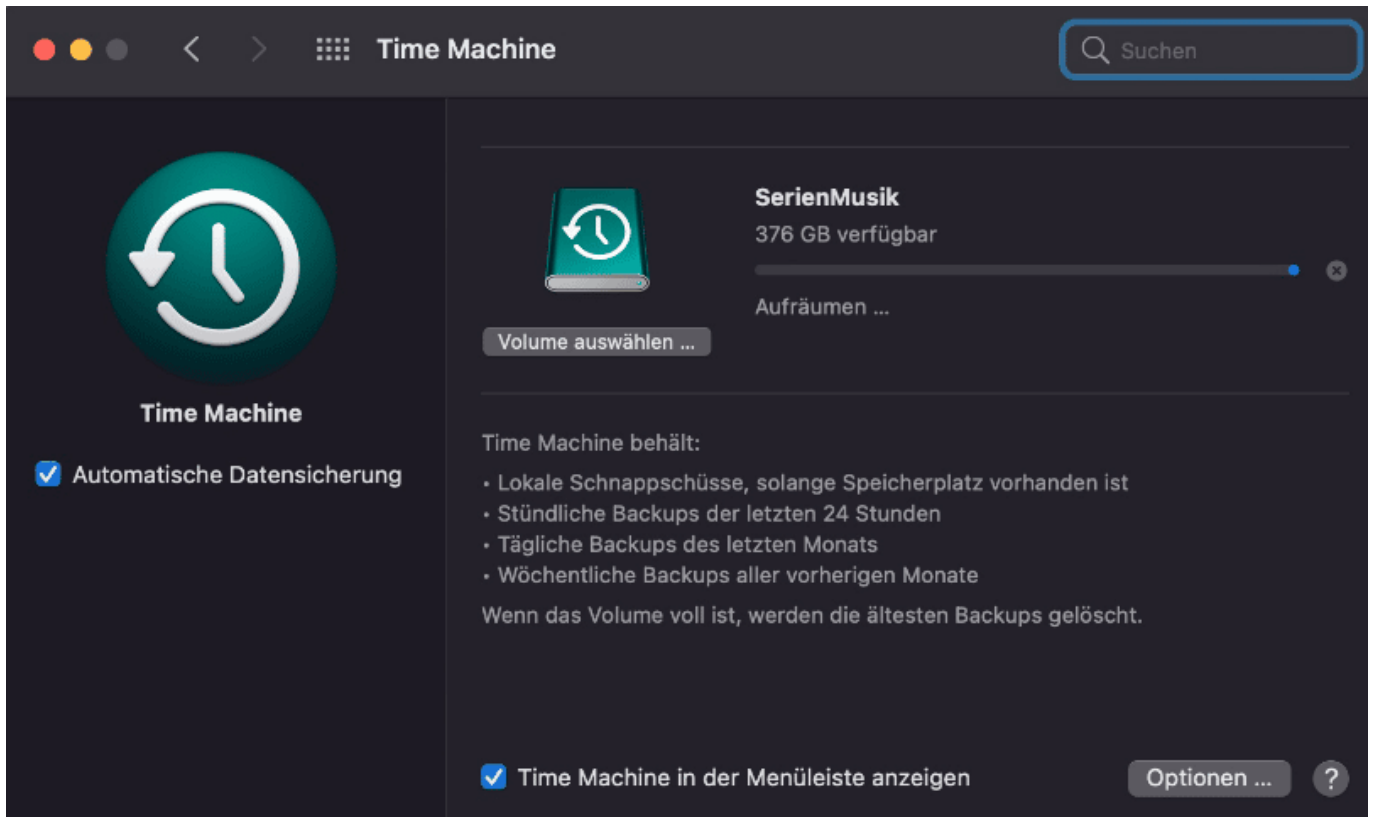 Time Machine
Suchen
Time Machine
Automatische Datensicherung
SerienMusik
376 GB verfügbar
Aufräumen ...
Volume auswählen ...
Time Machine behält:
• Lokale Schnappschüsse, solange Speicherplatz vorhanden ist
• Stündliche Backups der letzten 24 Stunden
• Tägliche Backups des letzten Monats
• Wöchentliche Backups aller vorherigen Monate
Wenn das Volume voll ist, werden die ältesten Backups gelöscht.
Time Machine in der Menüleiste anzeigen
Optionen ...
?